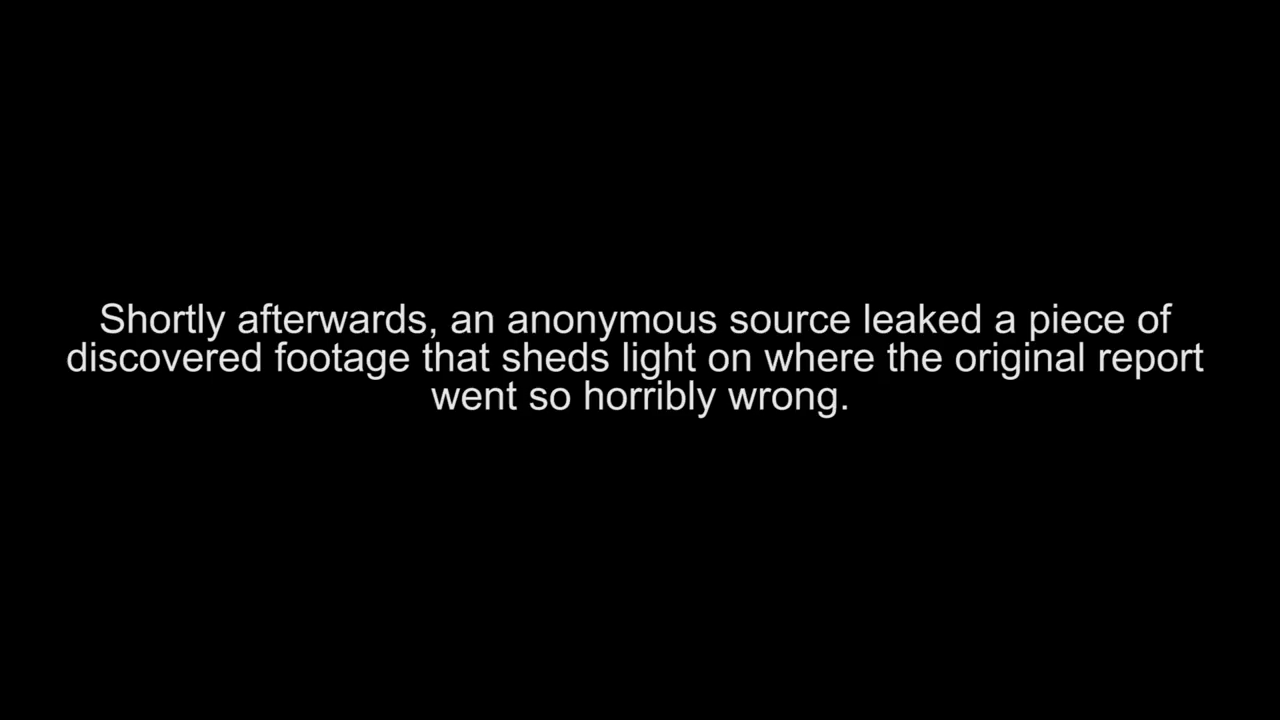 Shortly afterwards, an anonymous source leaked a piece of
discovered footage that sheds light on where the original report
went so horribly wrong.